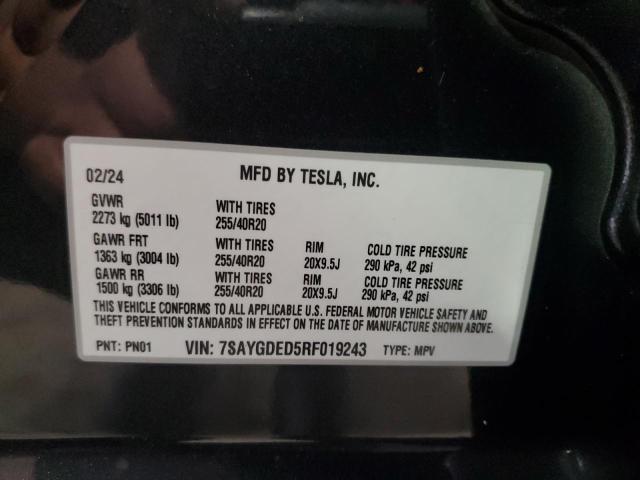 02/24 MFD BY TESLA, INC.
GVWR WITH TIRES
2273 kg (5011 lb) 255/40R20
GAWR FRT WITH TIRES RIM COLD TIRE PRESSURE
1363 kg (3004 lb) 255/40R20 20X9.5J 290 kPa, 42 psi
GAWR RR WITH TIRES RIM COLD TIRE PRESSURE
1500 kg (3306 lb) 255/40R20 20X9.5J 290 kPa, 42 psi
THIS VEHICLE CONFORMS TO ALL APPLICABLE U.S. FEDERAL MOTOR VEHICLE SAFETY AND
THEFT PREVENTION STANDARDS IN EFFECT ON THE DATE OF MANUFACTURE SHOWN ABOVE.
PNT: PN01 VIN: 7SAYGDED5RF019243 TYPE: MPV